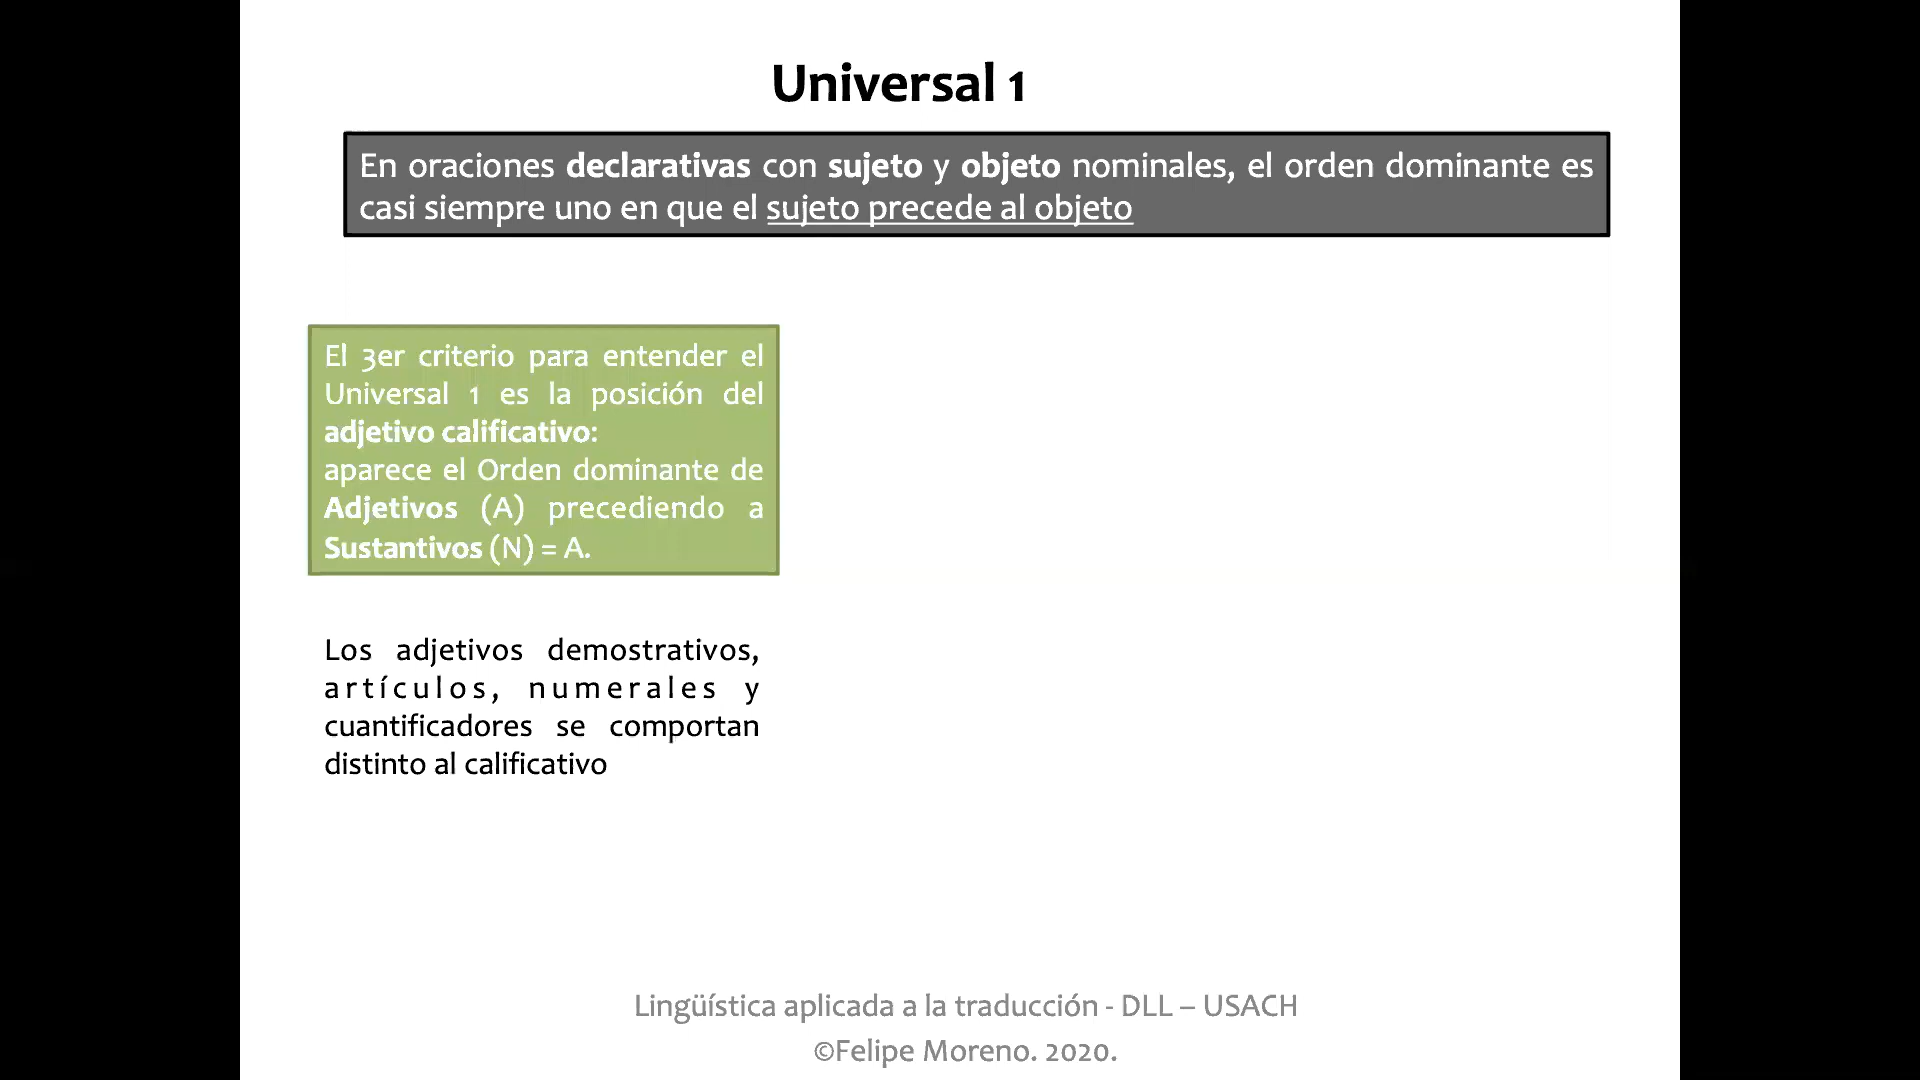 Universal 1
En oraciones declarativas con sujeto y objeto nominales, el orden dominante es
casi siempre uno en que el sujeto precede al objeto
El 3er criterio para entender el
Universal 1 es la posición del
adjetivo calificativo:
aparece el Orden dominante de
Adjetivos (A) precediendo a
Sustantivos (N) = A.
Los adjetivos demostrativos,
artículos, numerales y
cuantificadores se comportan
distinto al calificativo
Lingüística aplicada a la traducción - DLL – USACH
©Felipe Moreno. 2020.